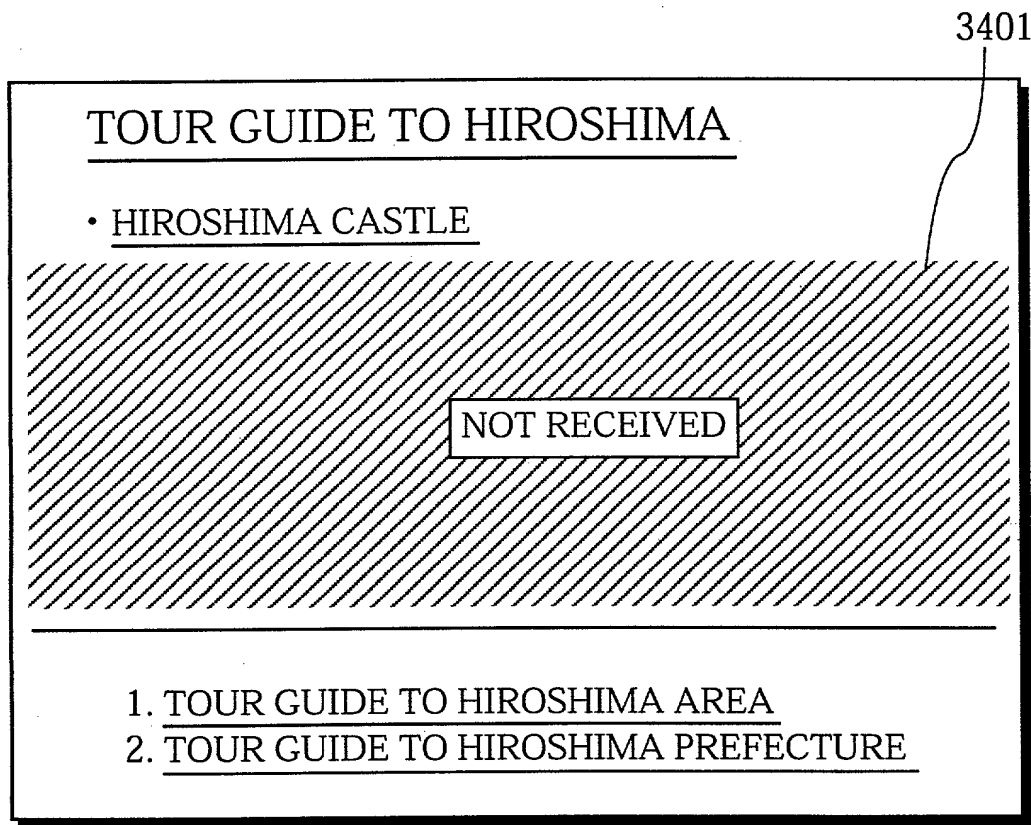 3401
TOUR GUIDE TO HIROSHIMA
・HIROSHIMA CASTLE
NOT RECEIVED
1. TOUR GUIDE TO HIROSHIMA AREA
2. TOUR GUIDE TO HIROSHIMA PREFECTURE